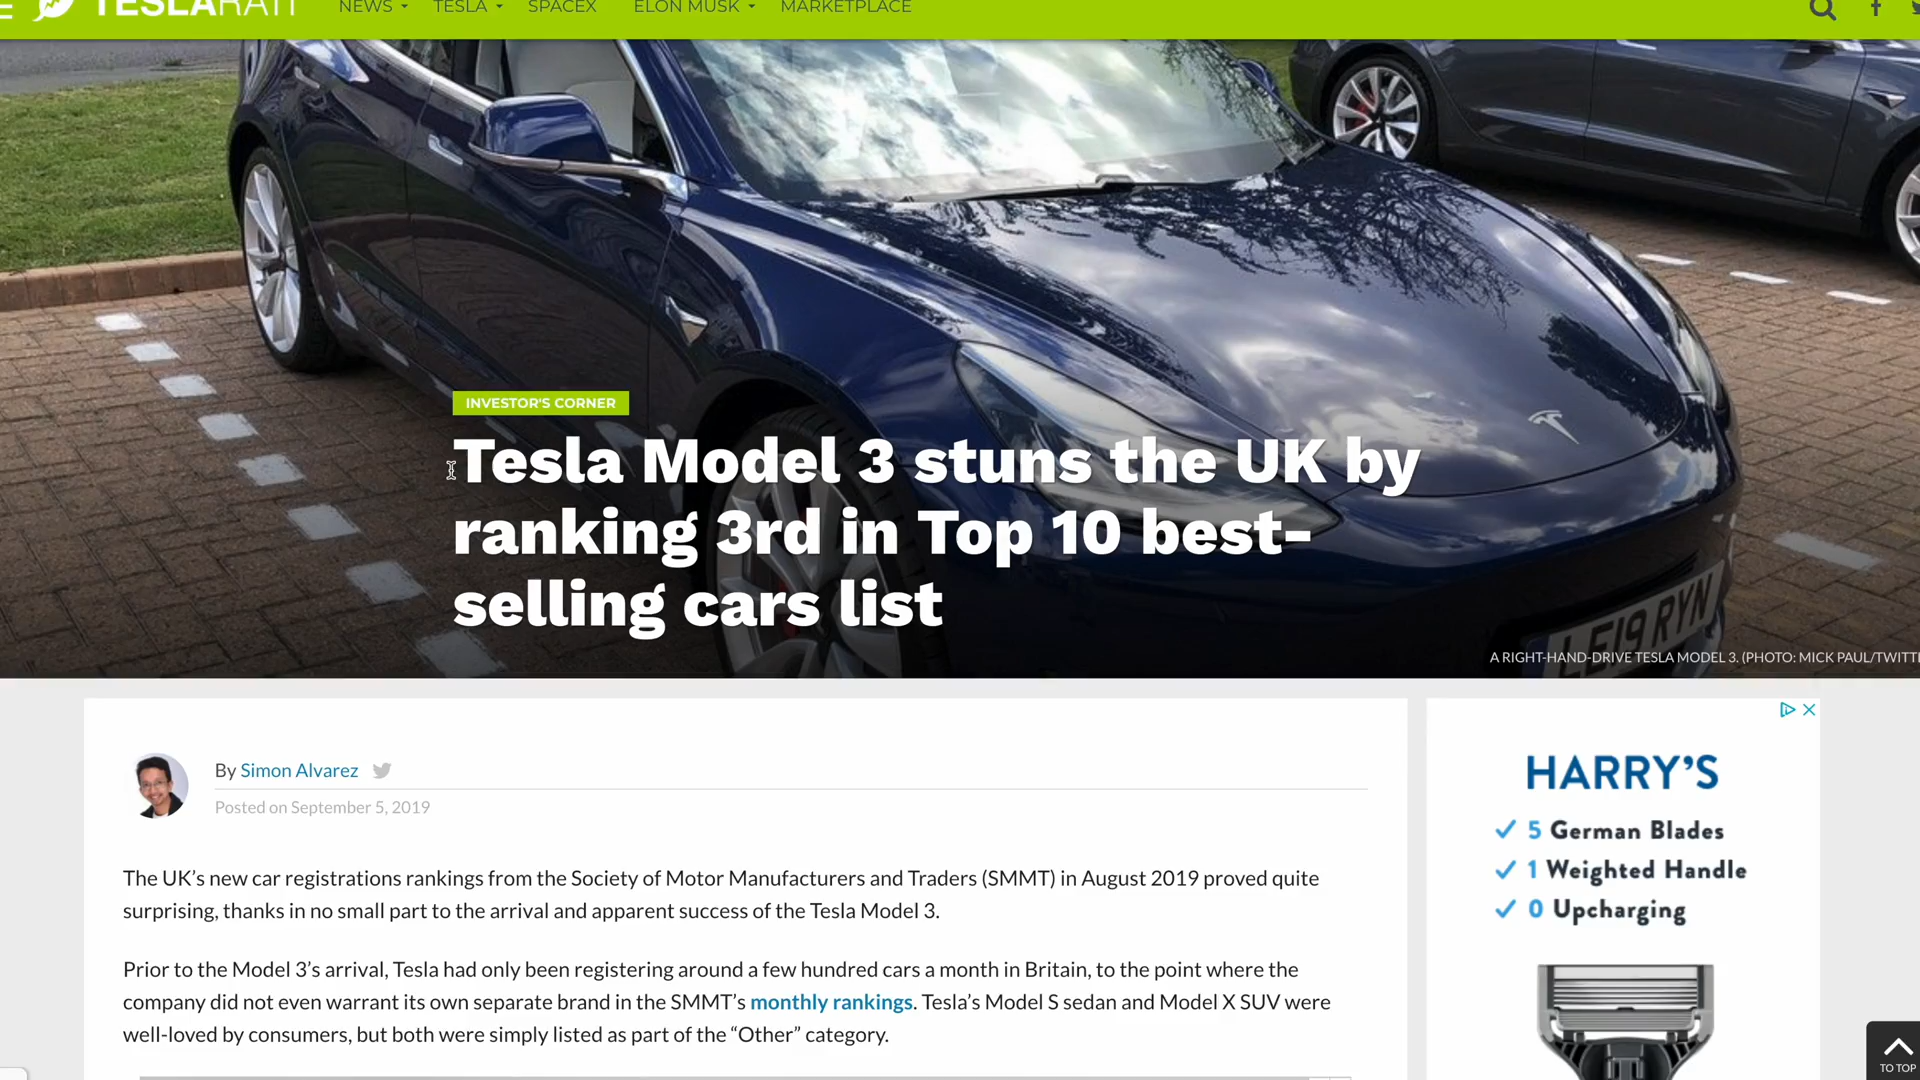 TESLARATI
NEWS TESLA SPACEX ELON MUSK MARKETPLACE
INVESTOR'S CORNER
Tesla Model 3 stuns the UK by
ranking 3rd in Top 10 best-
selling cars list
LE19 RYN
A RIGHT-HAND-DRIVE TESLA MODEL 3. (PHOTO: MICK PAUL/TWITT
By Simon Alvarez
Posted on September 5, 2019
The UK’s new car registrations rankings from the Society of Motor Manufacturers and Traders (SMMT) in August 2019 proved quite
surprising, thanks in no small part to the arrival and apparent success of the Tesla Model 3.
Prior to the Model 3’s arrival, Tesla had only been registering around a few hundred cars a month in Britain, to the point where the
company did not even warrant its own separate brand in the SMMT’s monthly rankings. Tesla’s Model S sedan and Model X SUV were
well-loved by consumers, but both were simply listed as part of the “Other” category.
HARRY’S
5 German Blades
1 Weighted Handle
0 Upcharging
TO TOP